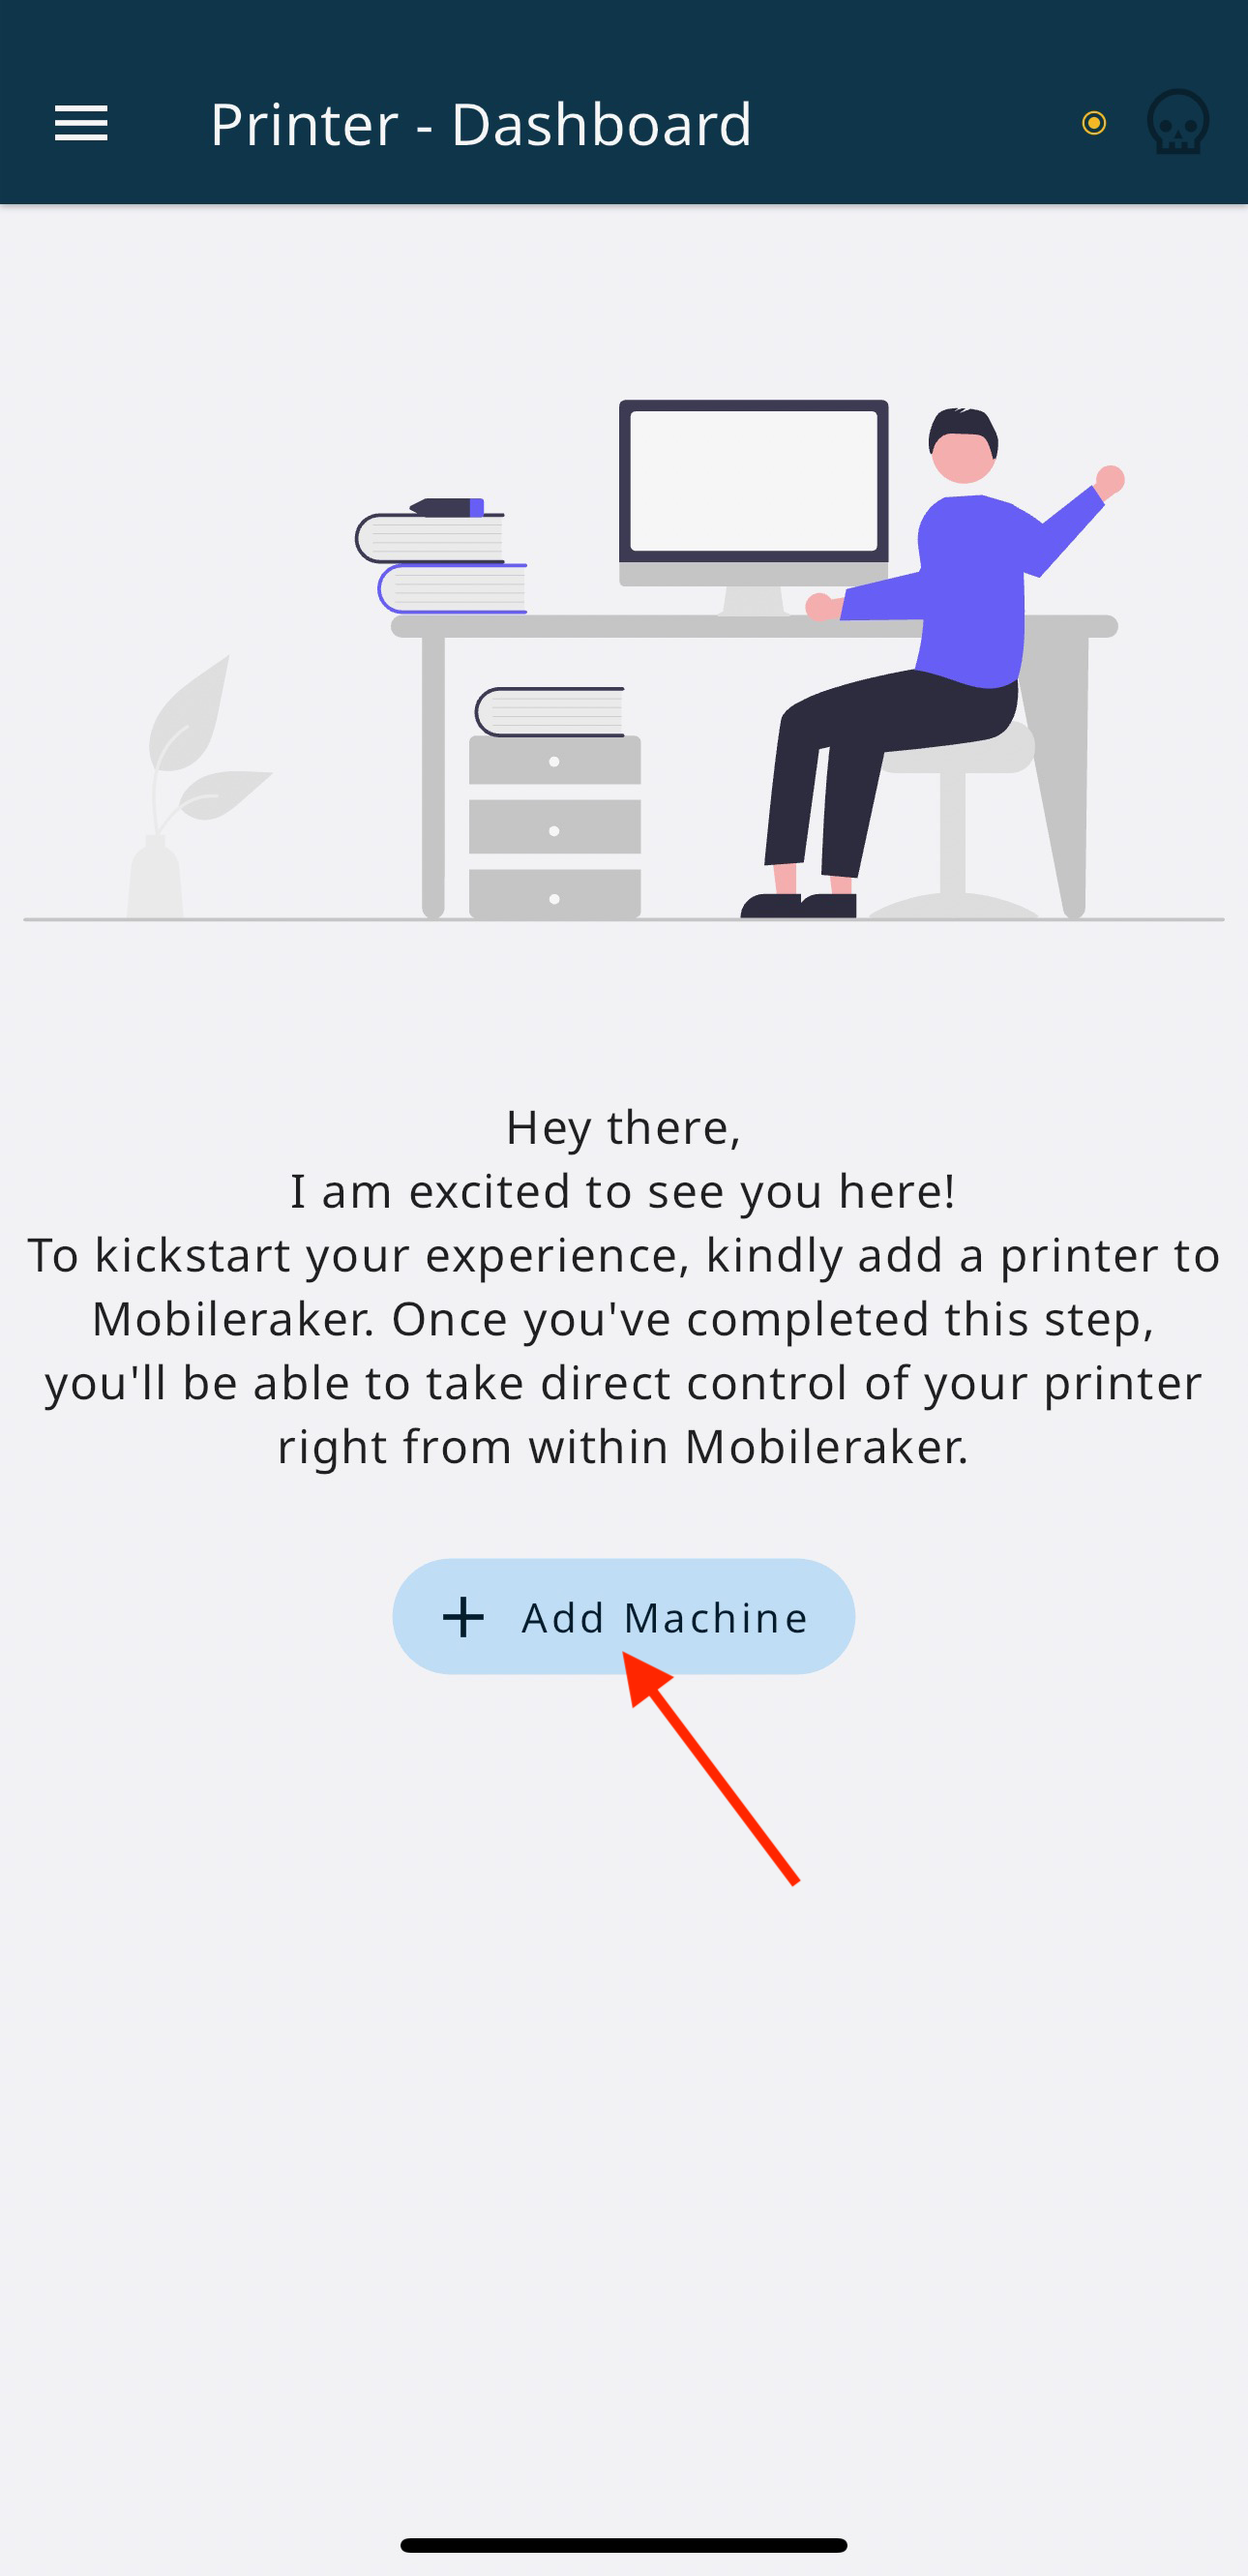 Printer - Dashboard
Hey there,
I am excited to see you here!
To kickstart your experience, kindly add a printer to
Mobileraker. Once you've completed this step,
you'll be able to take direct control of your printer
right from within Mobileraker.
Add Machine